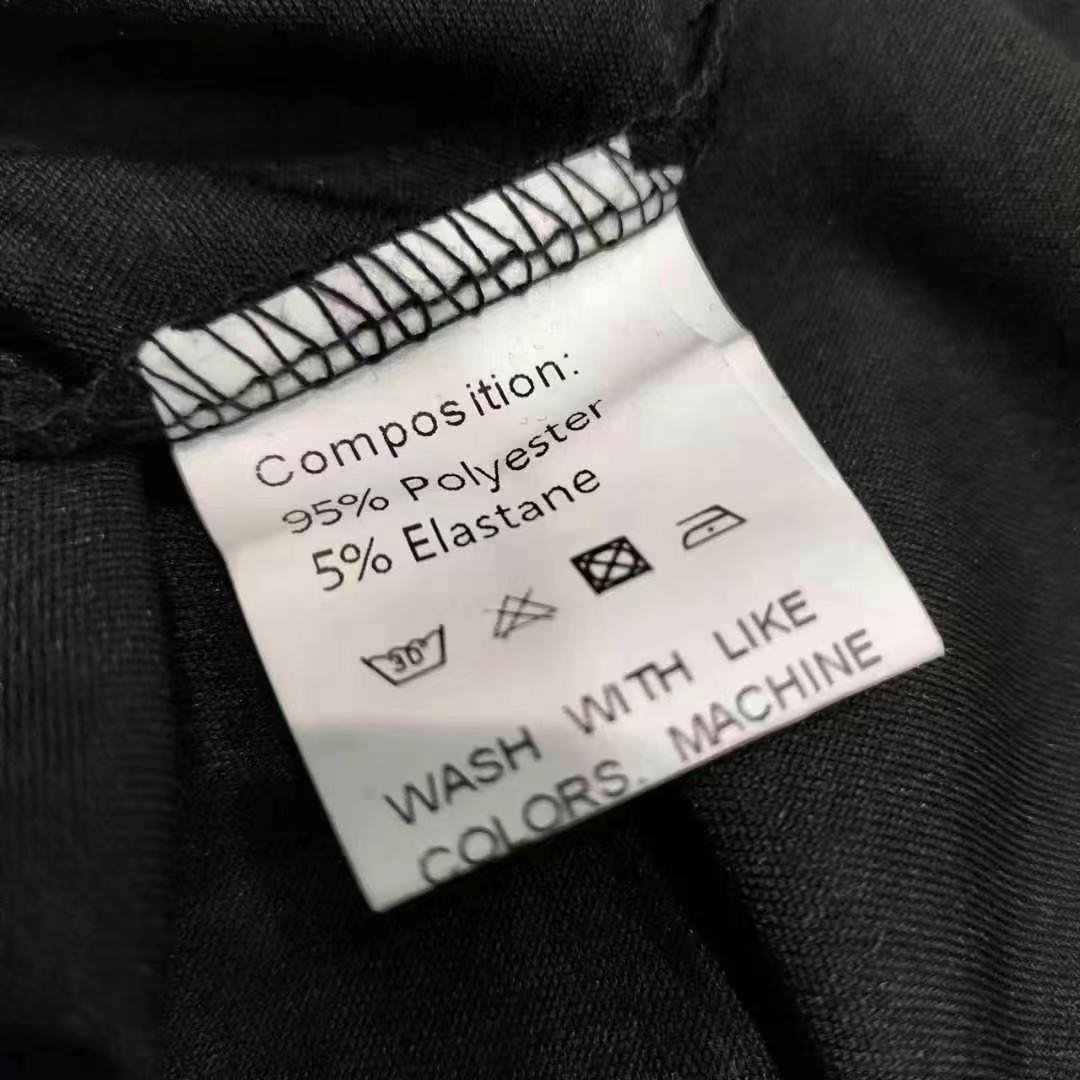 Composition:
95% Polyester
5% Elastane
30°
WASH WITH LIKE
COLORS. MACHINE